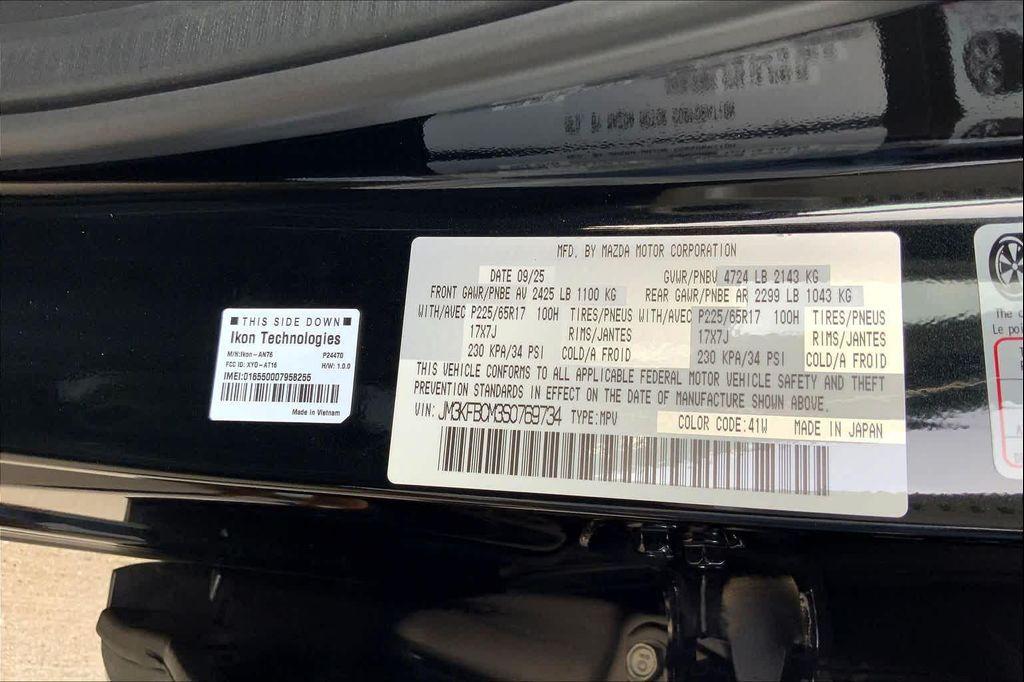 THIS SIDE DOWN
Ikon Technologies
M/N:Ikon-AN76 P24470
FCC ID: XYO-AT16 H/W: 1.0.0
IMEI:016550007958255
Made in Vietnam
MFD. BY MAZDA MOTOR CORPORATION
DATE 09/25 GVWR/PNBV 4724 LB 2143 KG
FRONT GAWR/PNBE AV 2425 LB 1100 KG REAR GAWR/PNBE AR 2299 LB 1043 KG
WITH/AVEC P225/65R17 100H TIRES/PNEUS WITH/AVEC P225/65R17 100H TIRES/PNEUS
17X7J RIMS/JANTES 17X7J RIMS/JANTES
230 KPA/34 PSI COLD/A FROID 230 KPA/34 PSI COLD/A FROID
THIS VEHICLE CONFORMS TO ALL APPLICABLE FEDERAL MOTOR VEHICLE SAFETY AND THEFT
PREVENTION STANDARDS IN EFFECT ON THE DATE OF MANUFACTURE SHOWN ABOVE.
VIN: JM3KFBCM3S0769734 TYPE:MPV COLOR CODE:41W MADE IN JAPAN
The
Le